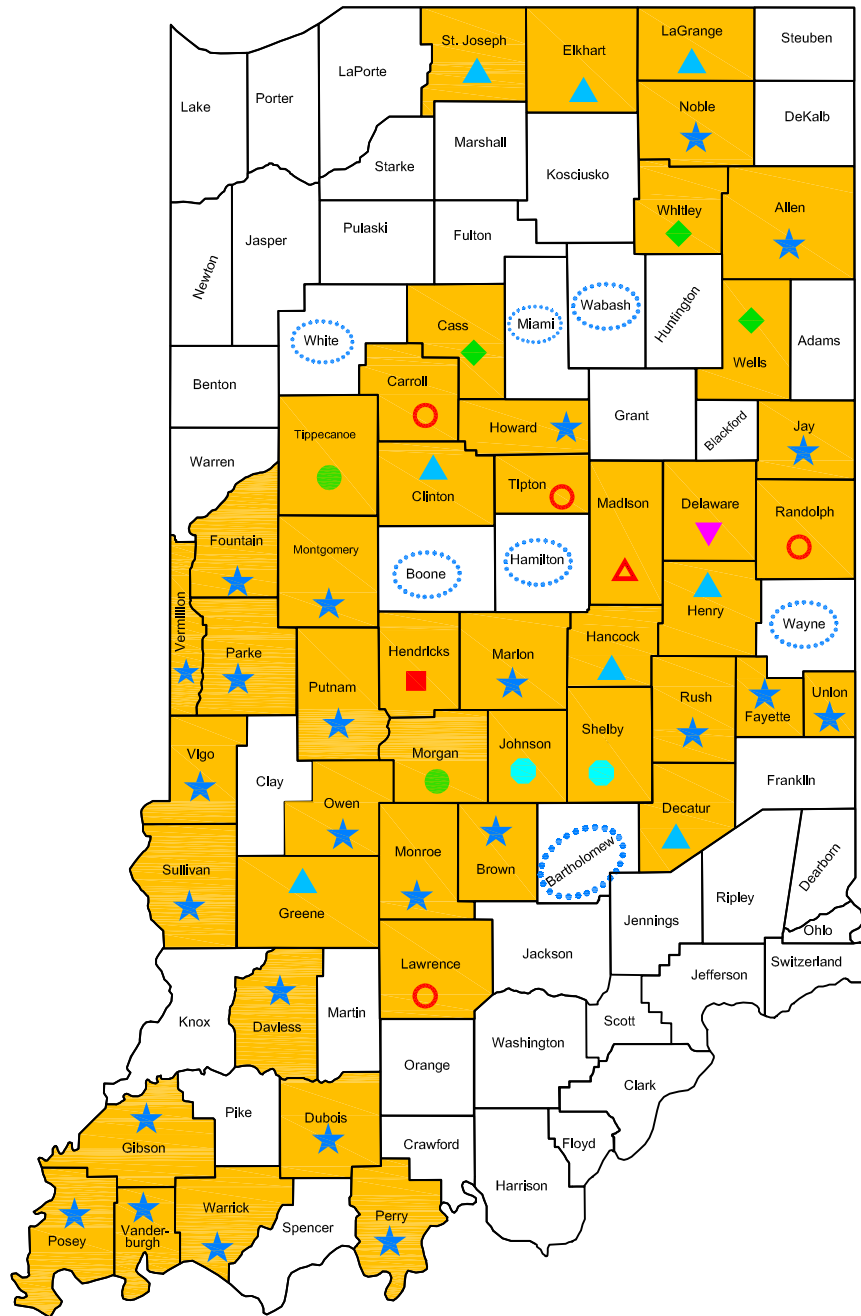 St. Joseph
Elkhart
LaGrange
Steuben
LaPorte
Porter
Lake
Noble
DeKalb
Marshall
Starke
Kosciusko
Whitley
Allen
Pulaski
Fulton
Jasper
Newton
Wabash
Miami
Huntington
Cass
White
Wells
Adams
Benton
Carroll
Grant
Howard
Blackford
Jay
Tippecanoe
Warren
Clinton
TIpton
MadIson
Delaware
Randolph
Fountain
Montgomery
Boone
Hamilton
Henry
Wayne
VermIllIon
Parke
Hendricks
MarIon
Hancock
Putnam
Rush
Fayette
UnIon
VIgo
Clay
Morgan
Johnson
Shelby
FranklIn
Owen
Decatur
Monroe
Brown
Bartholomew
Dearborn
Sullivan
Greene
Ripley
Jennings
OhIo
Jackson
Switzerland
Lawrence
Jefferson
Knox
Davless
Martin
Scott
Washington
Orange
Clark
Pike
Dubois
Gibson
Crawford
Floyd
Harrison
Posey
Vander-
burgh
Warrick
Spencer
Perry